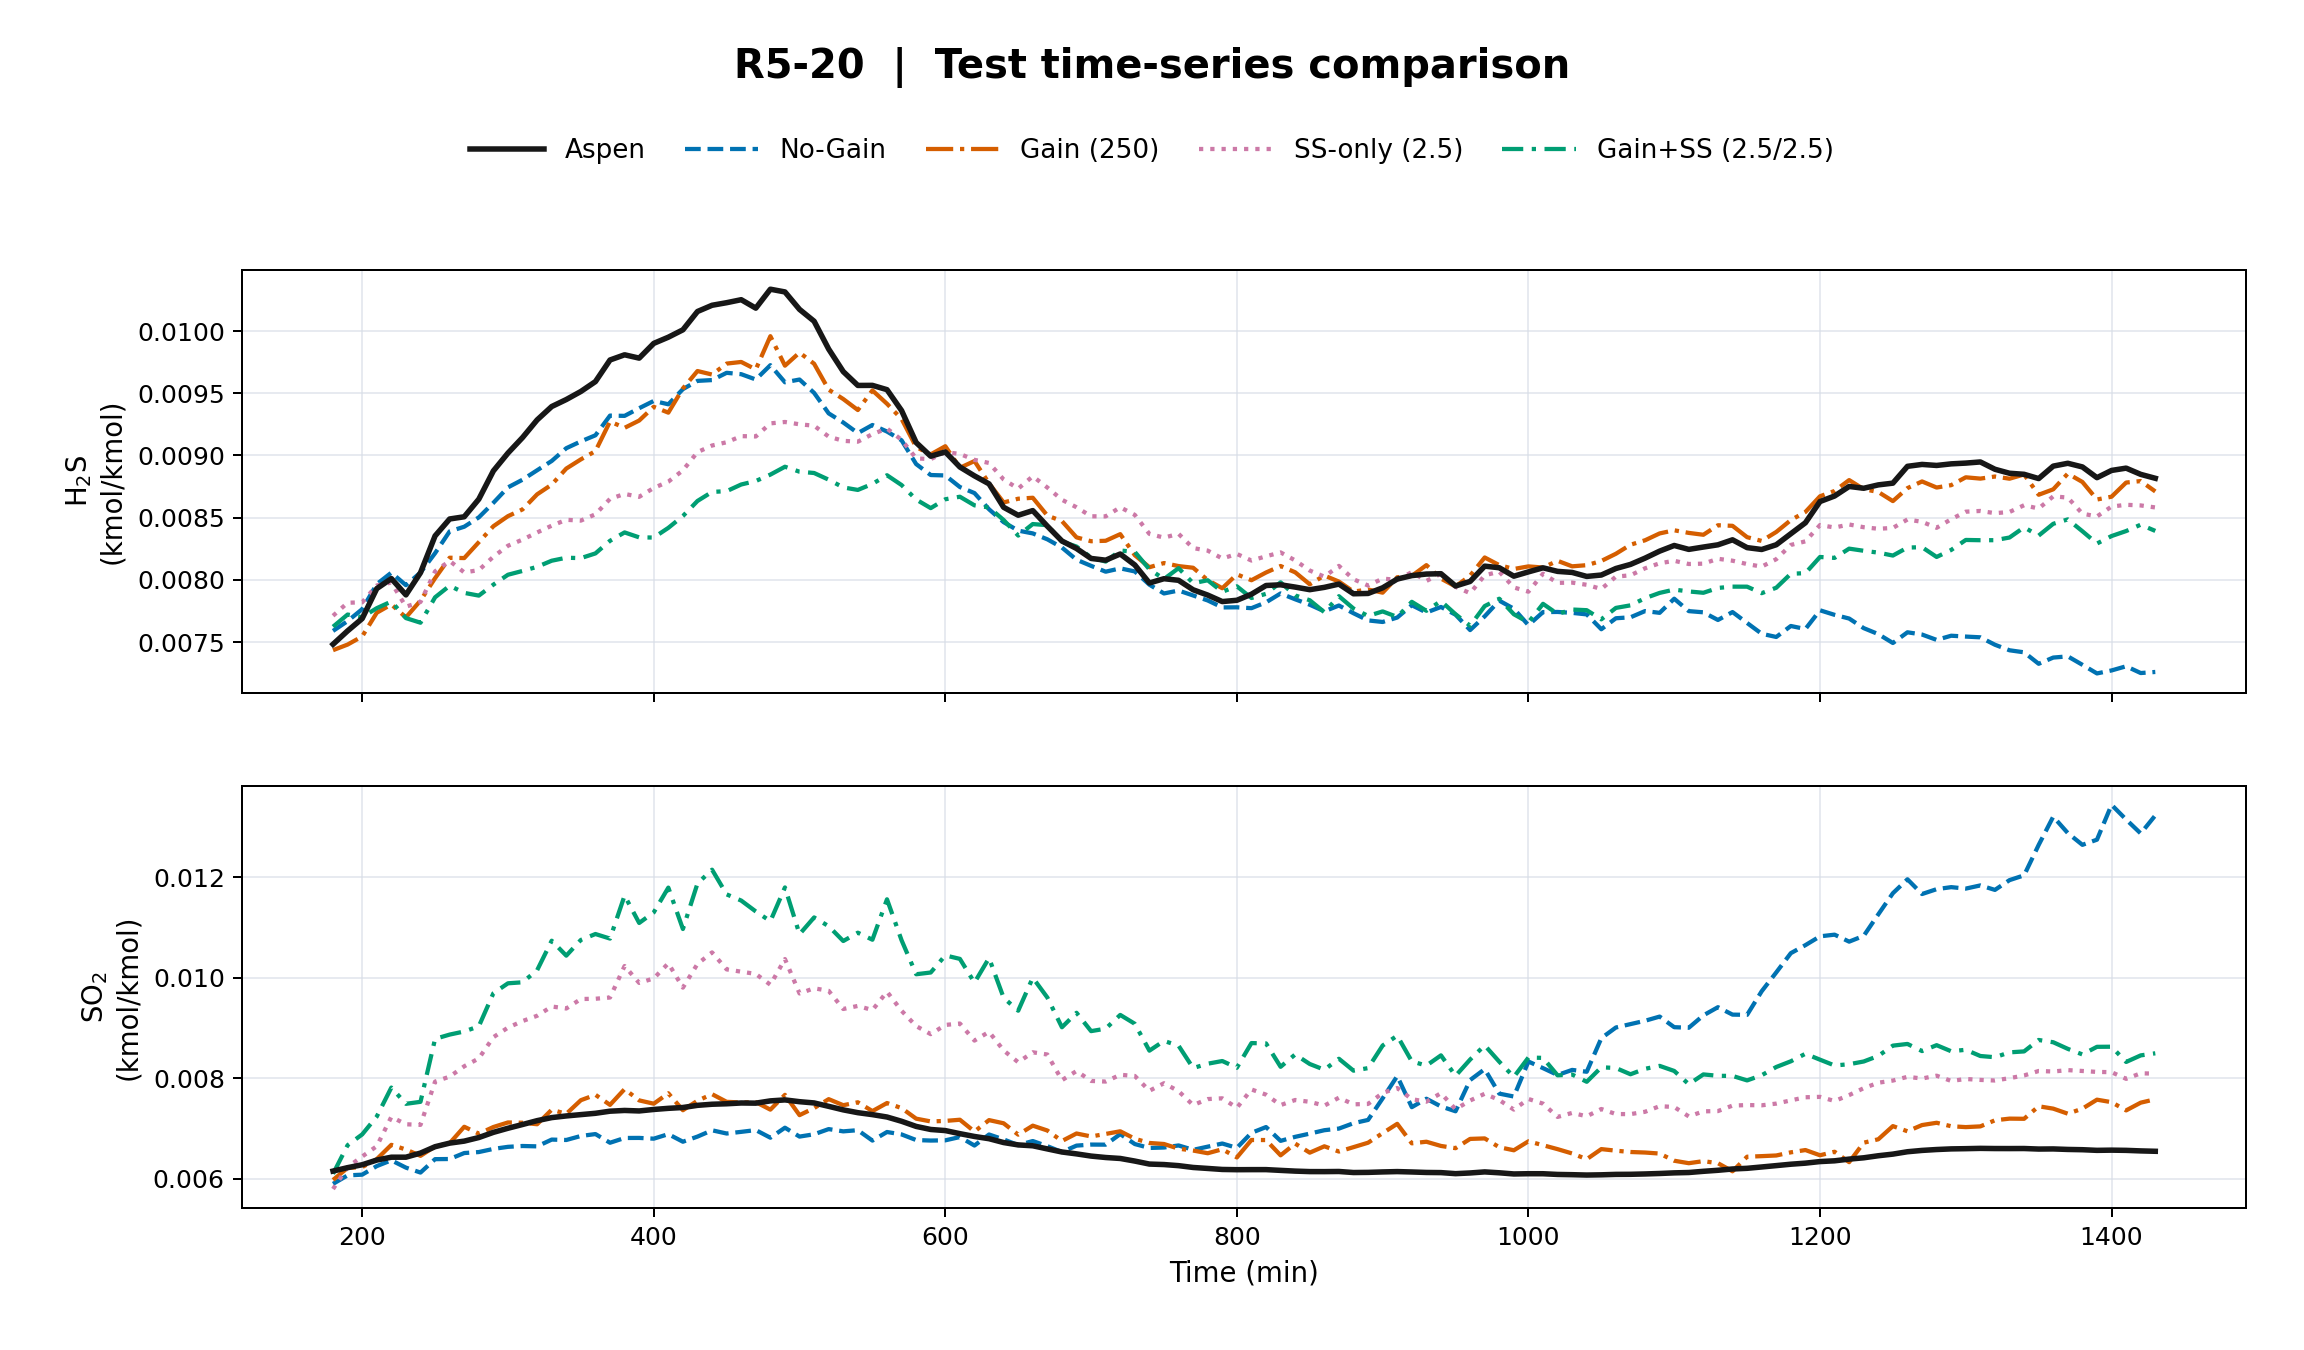 R5-20 | Test time-series comparison
Aspen No-Gain Gain (250) SS-only (2.5) Gain+SS (2.5/2.5)
H₂S
(kmol/kmol)
0.0100
0.0095
0.0090
0.0085
0.0080
0.0075
SO₂
(kmol/kmol)
0.012
0.010
0.008
0.006
200 400 600 800 1000 1200 1400
Time (min)